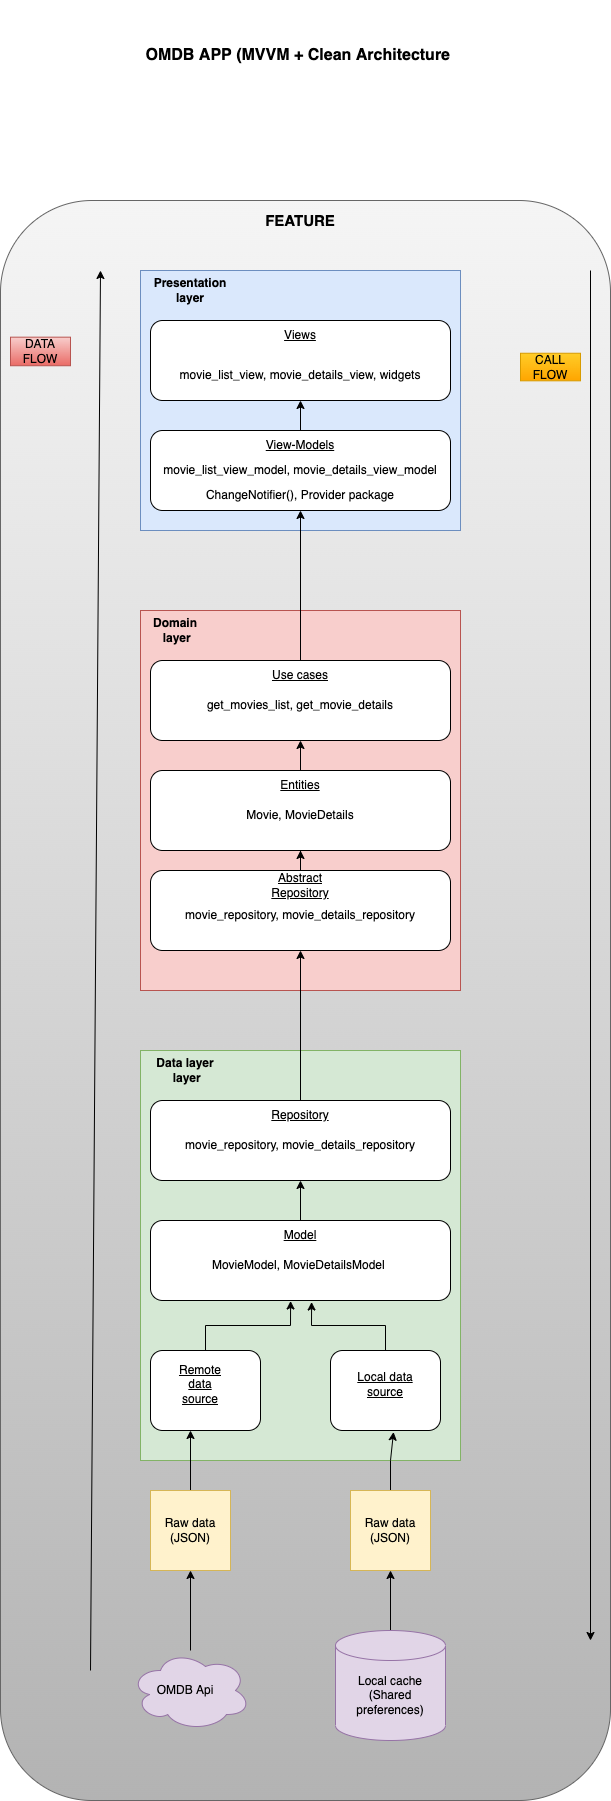 OMDB APP (MVVM + Clean Architecture
FEATURE
Presentation
layer
DATA
FLOW
CALL
FLOW
Views
movie_list_view, movie_details_view, widgets
View-Models
movie_list_view_model, movie_details_view_model
ChangeNotifier(), Provider package
Domain
layer
Use cases
get_movies_list, get_movie_details
Entities
Movie, MovieDetails
Abstract
Repository
movie_repository, movie_details_repository
Data layer
layer
Repository
movie_repository, movie_details_repository
Model
MovieModel, MovieDetailsModel
Remote
data
source
Local data
source
Raw data
(JSON)
Raw data
(JSON)
OMDB Api
Local cache
(Shared
preferences)